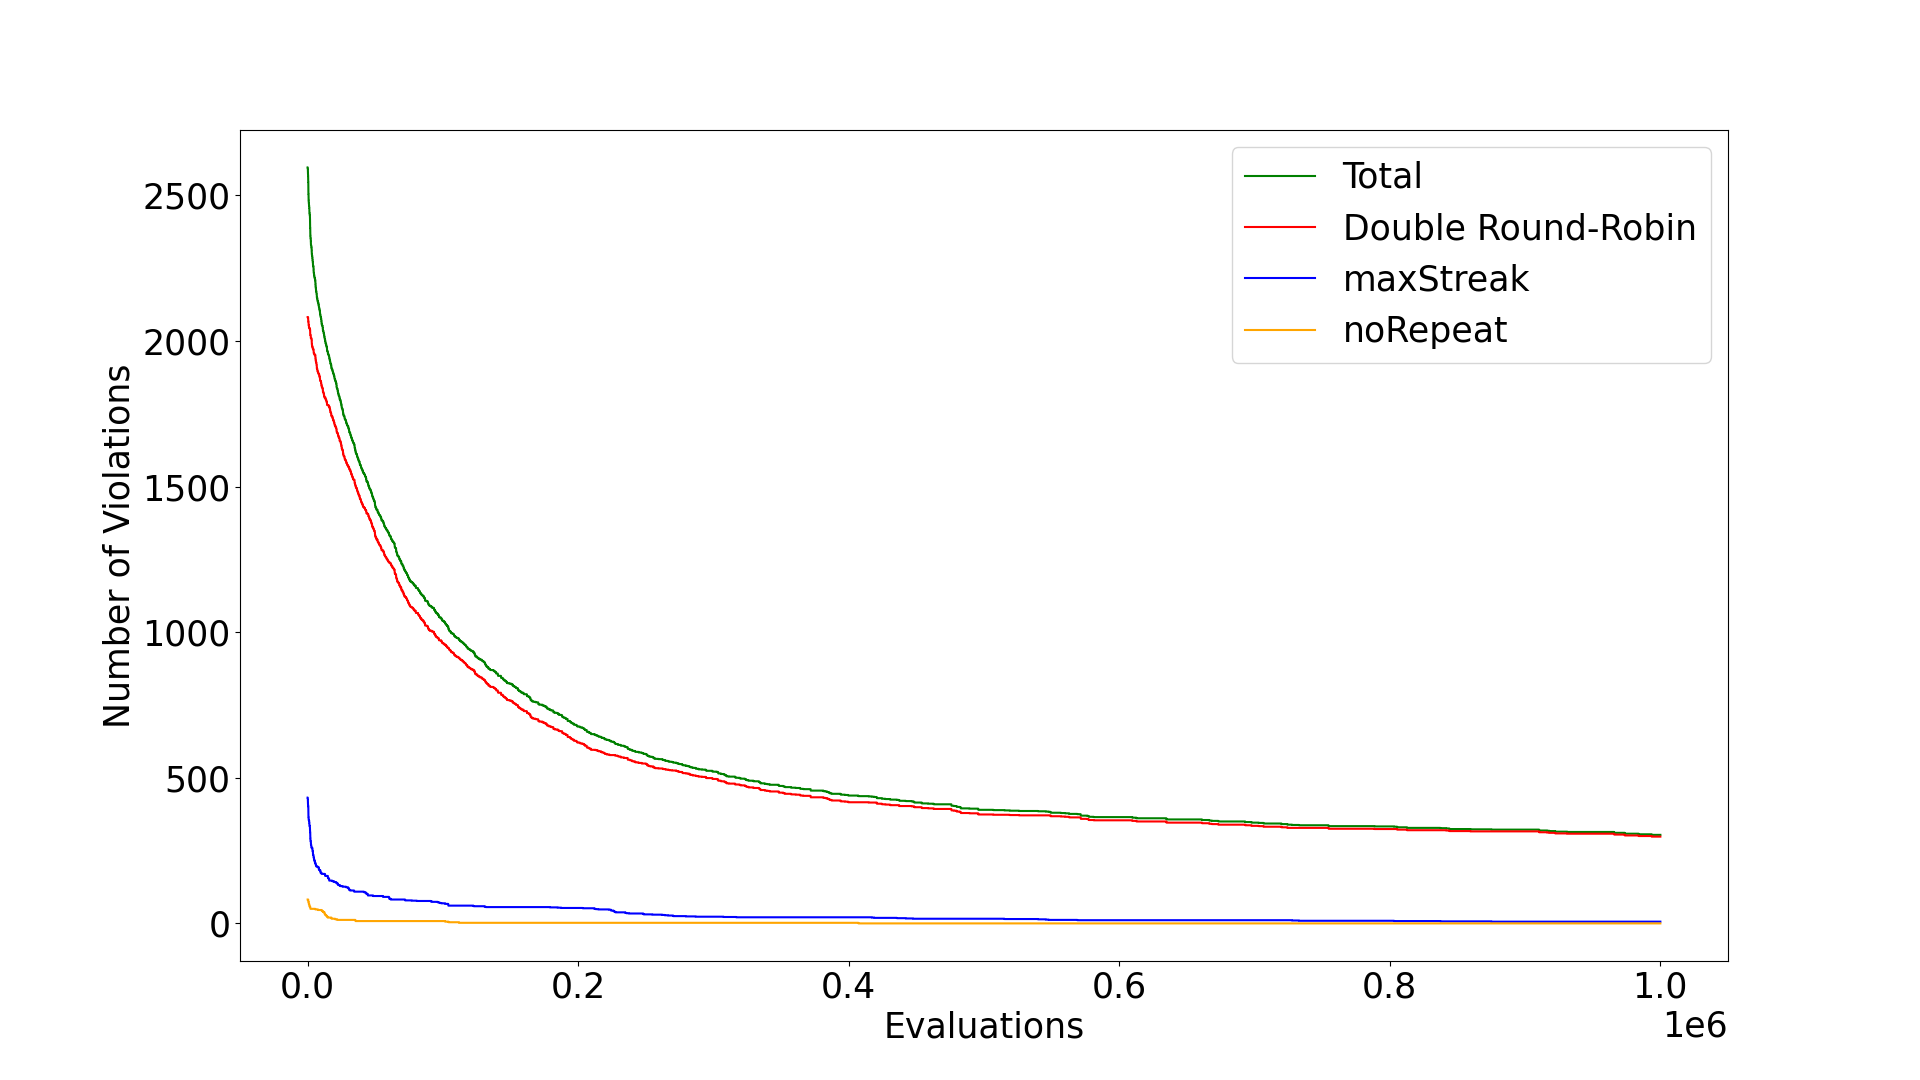 Total
Double Round-Robin
maxStreak
noRepeat
Number of Violations
2500
2000
1500
1000
500
0
0.0 0.2 0.4 0.6 0.8 1.0
Evaluations
1e6